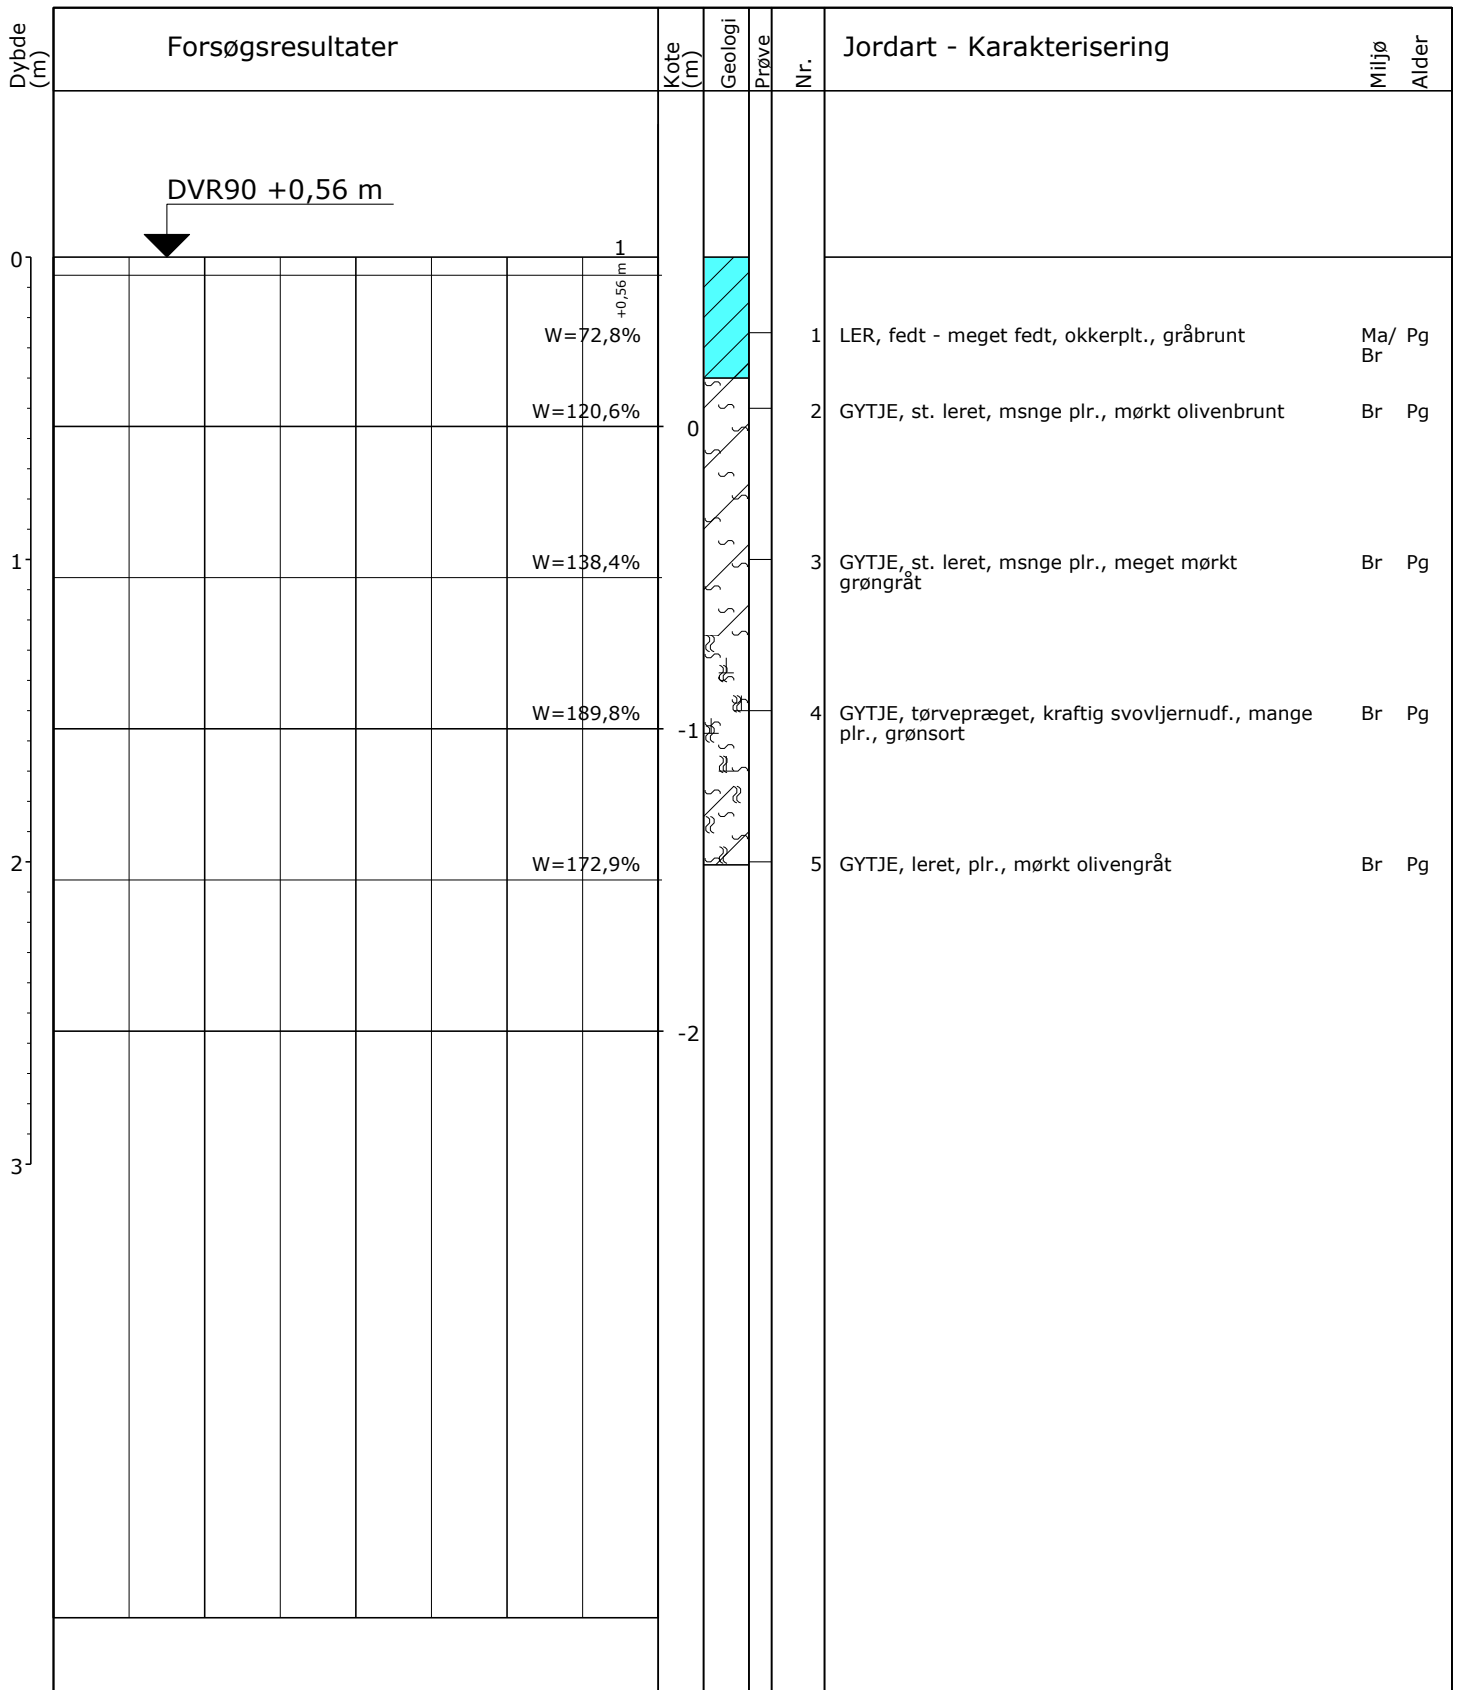 Dybde
(m)
Forsøgsresultater
Kote
(m)
Geologi
Prøve
Nr.
Jordart - Karakterisering
Miljø
Alder
DVR90 +0,56 m
0
1
+0,56 m
W=72,8%
1
LER, fedt - meget fedt, okkerplt., gråbrunt
Ma/
Br
Pg
W=120,6%
2
GYTJE, st. leret, msnge plr., mørkt olivenbrunt
Br
Pg
0
1
W=138,4%
3
GYTJE, st. leret, msnge plr., meget mørkt
grøngråt
Br
Pg
W=189,8%
4
GYTJE, tørvepræget, kraftig svovljernudf., mange
plr., grønsort
Br
Pg
-1
2
W=172,9%
5
GYTJE, leret, plr., mørkt olivengråt
Br
Pg
-2
3